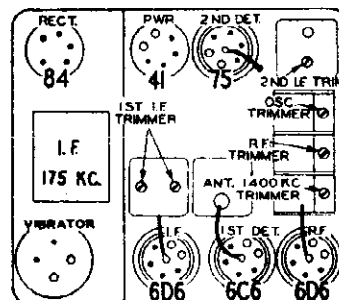 RECT.
84
PWR
41
2ND DET.
75
2ND I.F. TRIM
OSC
TRIMMER
1ST I.F.
TRIMMER
I.F.
175 KC.
R.F.
TRIMMER
ANT. 1400 KC
TRIMMER
VIBRATOR
I.F.
6D6
1ST DET.
6C6
R.F.
6D6